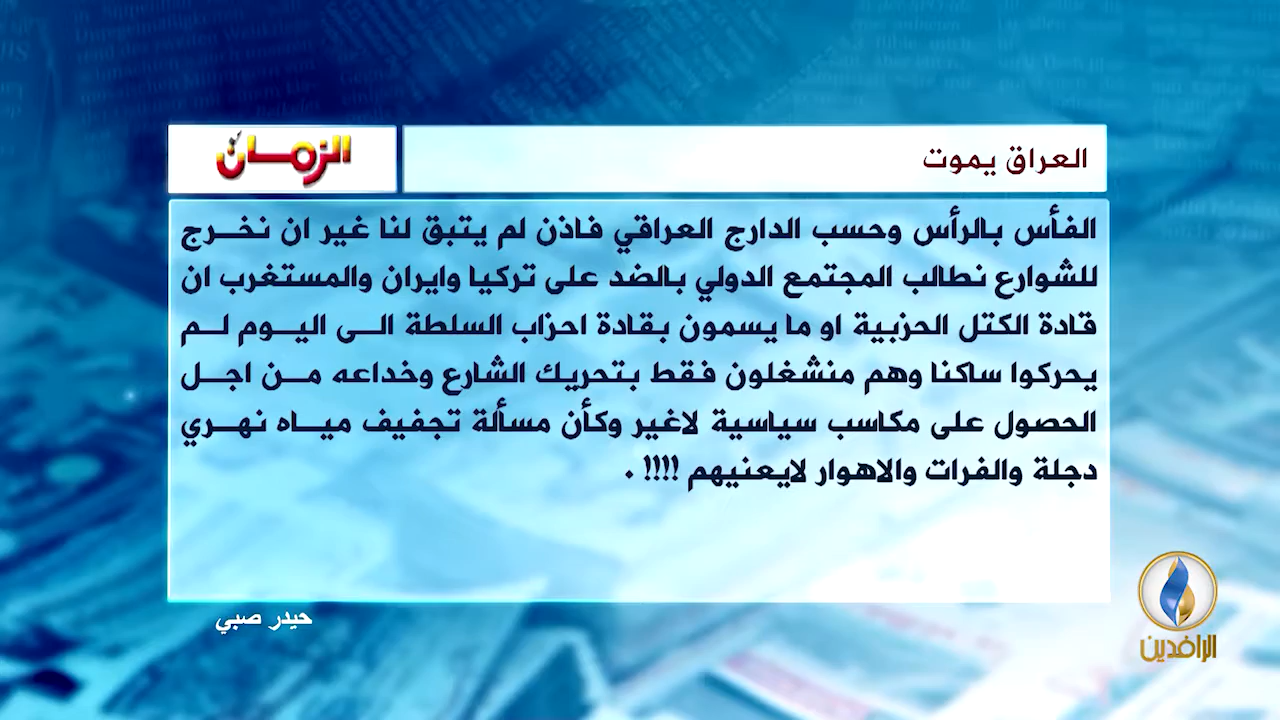 الزمان
العراق يموت
الفأس بالرأس وحسب الدارج العراقي فاذن لم يتبق لنا غير ان نخرج
للشوارع نطالب المجتمع الدولي بالضد على تركيا وايران والمستغرب ان
قادة الكتل الحزبية او ما يسمون بقادة احزاب السلطة الى اليوم لم
يحركوا ساكنا وهم منشغلون فقط بتحريك الشارع وخداعه من اجل
الحصول على مكاسب سياسية لاغير وكأن مسألة تجفيف مياه نهري
دجلة والفرات والاهوار لايعنيهم !!!! .
حيدر صبي
الرافدين